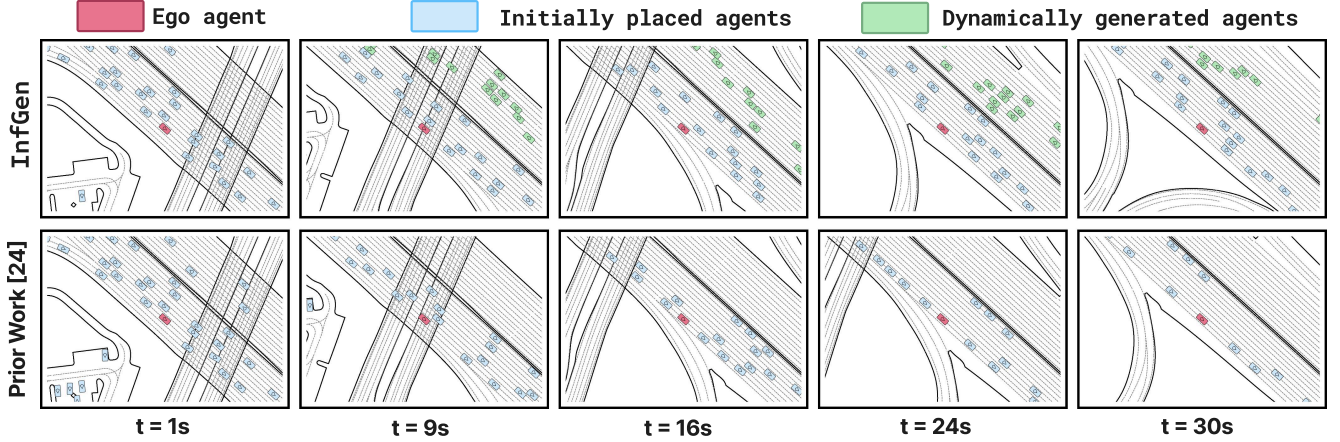 Ego agent
Initially placed agents
Dynamically generated agents
InfGen
Prior Work [24]
t = 1s
t = 9s
t = 16s
t = 24s
t = 30s